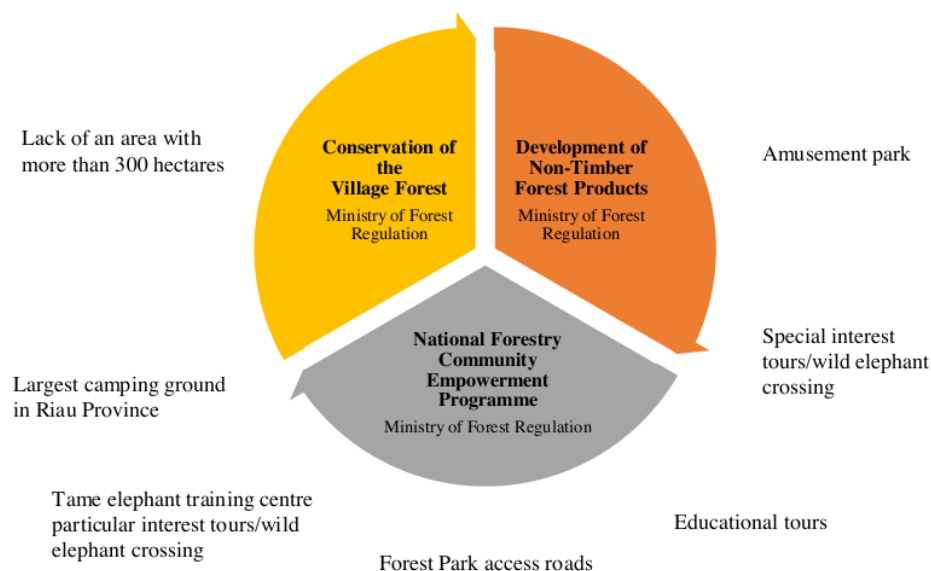 Lack of an area with
more than 300 hectares
Conservation of
the
Village Forest
Ministry of Forest
Regulation
Development of
Non-Timber
Forest Products
Ministry of Forest
Regulation
Amusement park
National Forestry
Community
Empowerment
Programme
Ministry of Forest Regulation
Special interest
tours/wild elephant
crossing
Largest camping ground
in Riau Province
Tame elephant training centre
particular interest tours/wild
elephant crossing
Educational tours
Forest Park access roads